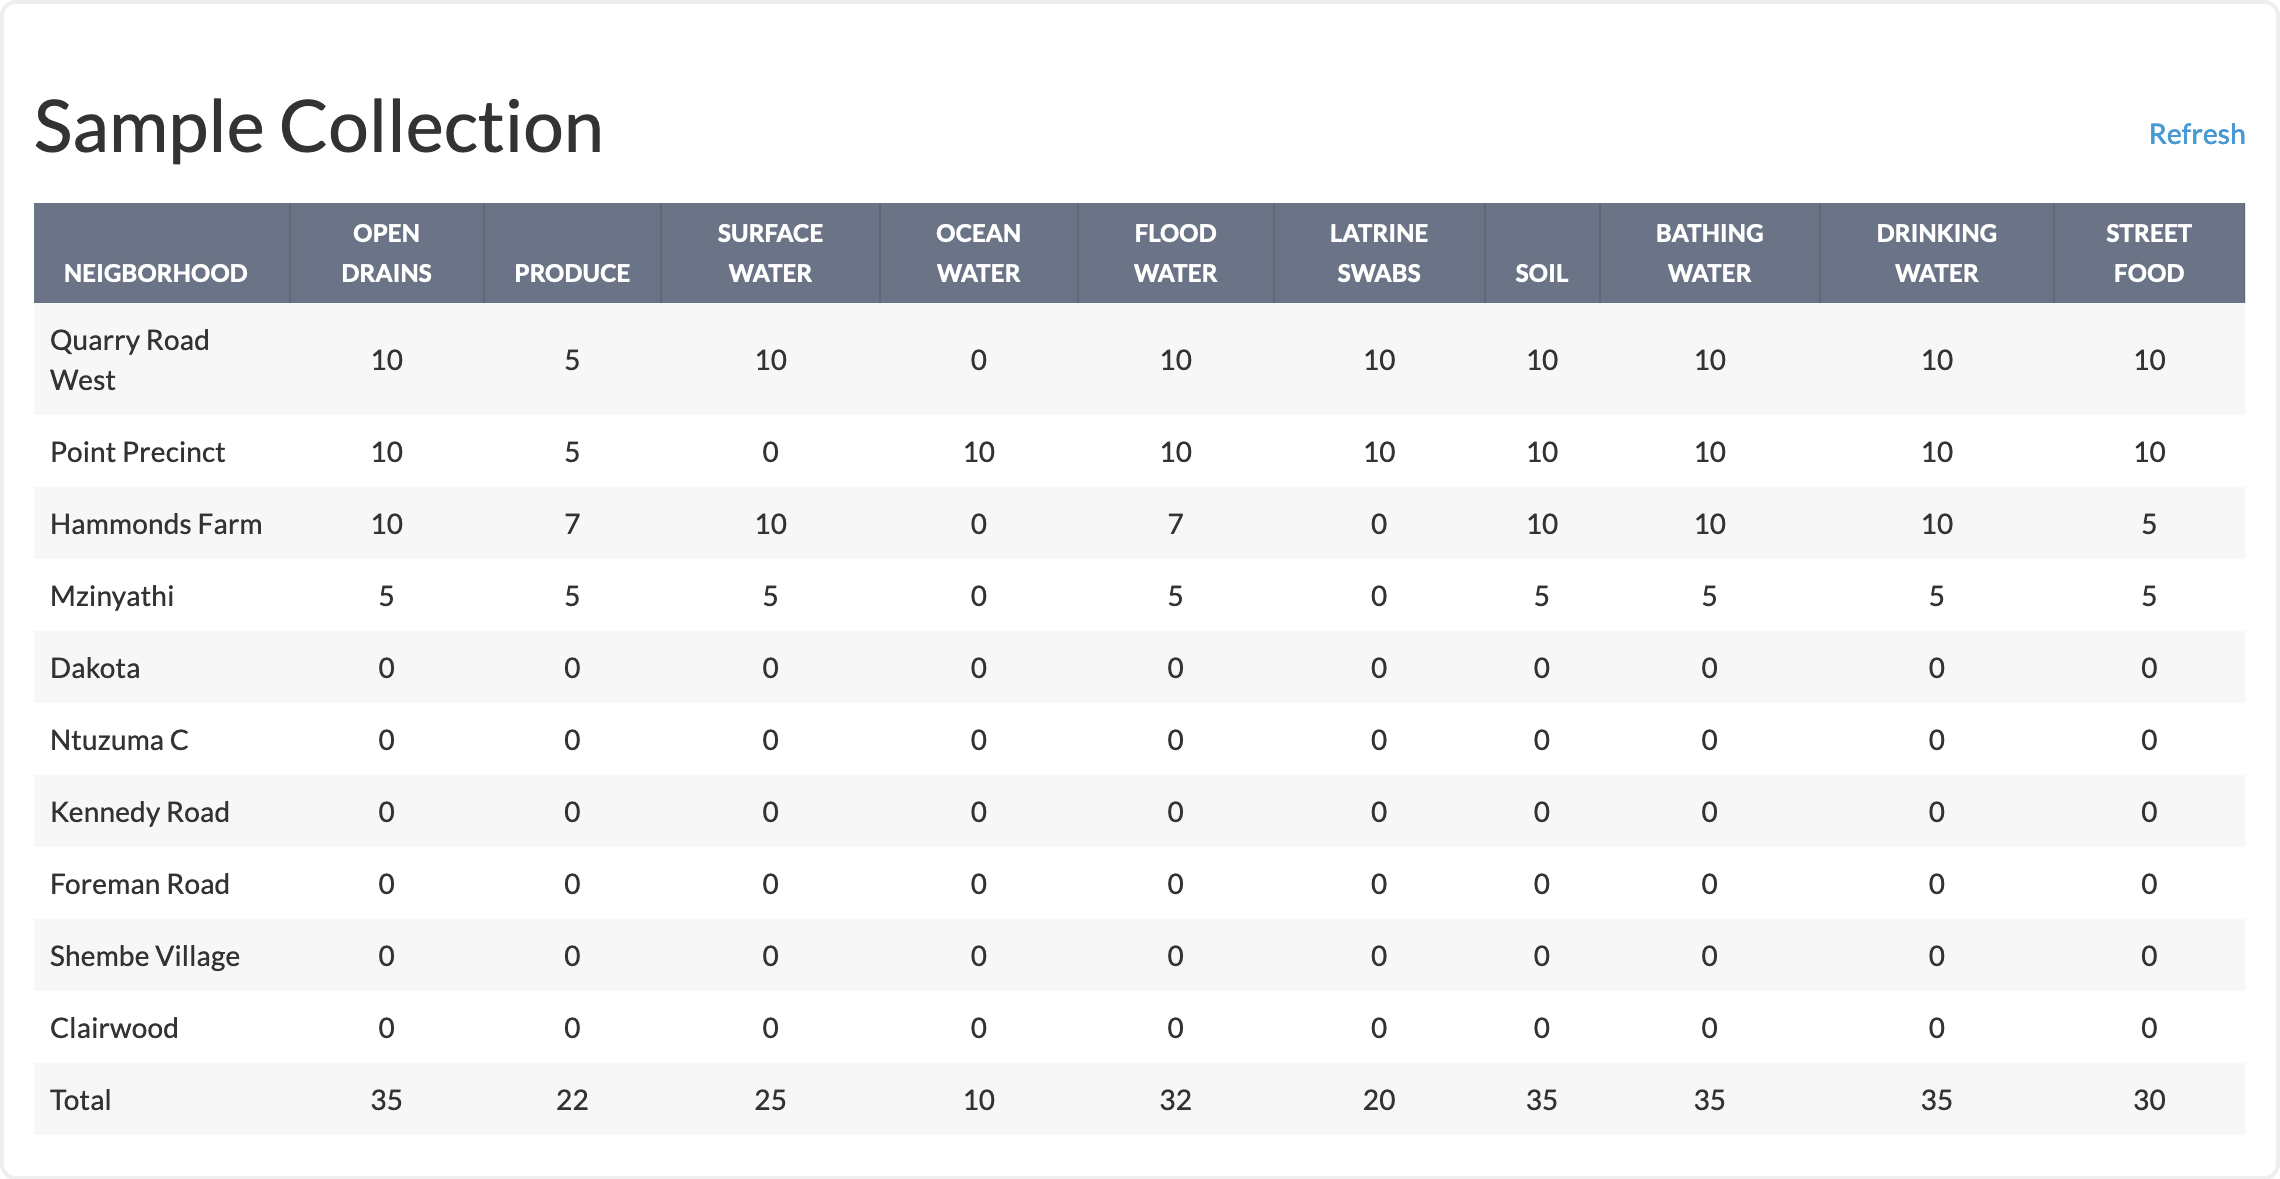 Sample Collection
Refresh
NEIGBORHOOD OPEN DRAINS PRODUCE SURFACE WATER OCEAN WATER FLOOD WATER LATRINE SWABS SOIL BATHING WATER DRINKING WATER STREET FOOD
Quarry Road West 10 5 10 0 10 10 10 10 10 10
Point Precinct 10 5 0 10 10 10 10 10 10 10
Hammonds Farm 10 7 10 0 7 0 10 10 10 5
Mzinyathi 5 5 5 0 5 0 5 5 5 5
Dakota 0 0 0 0 0 0 0 0 0 0
Ntuzuma C 0 0 0 0 0 0 0 0 0 0
Kennedy Road 0 0 0 0 0 0 0 0 0 0
Foreman Road 0 0 0 0 0 0 0 0 0 0
Shembe Village 0 0 0 0 0 0 0 0 0 0
Clairwood 0 0 0 0 0 0 0 0 0 0
Total 35 22 25 10 32 20 35 35 35 30